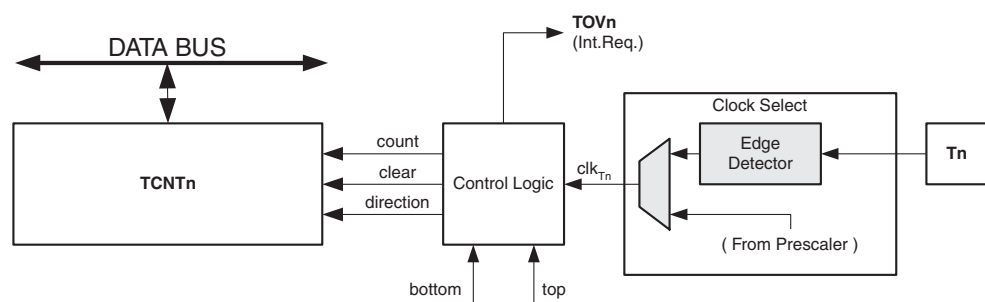 DATA BUS
TOVn
(Int.Req.)
Clock Select
TCNTn
count
clear
direction
Control Logic
clkTn
Edge
Detector
Tn
( From Prescaler )
bottom
top